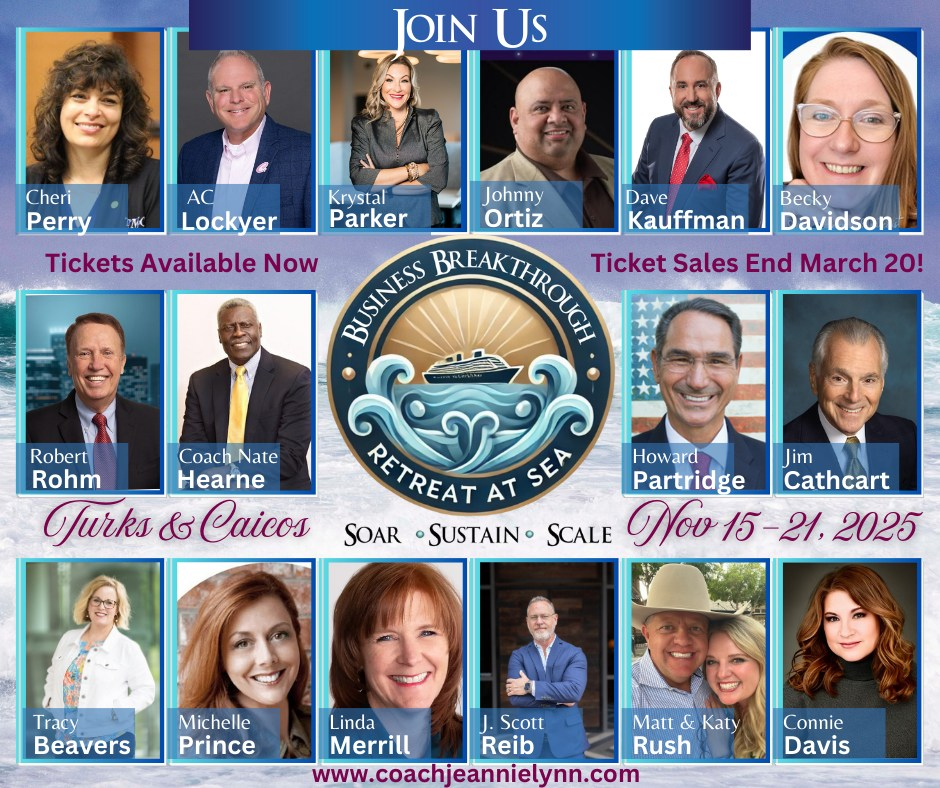 JOIN US
Cheri
Perry
AC
Lockyer
Krystal
Parker
Johnny
Ortiz
Dave
Kauffman
Becky
Davidson
Tickets Available Now
Ticket Sales End March 20!
BUSINESS BREAKTHROUGH
RETREAT AT SEA
Robert
Rohm
Coach Nate
Hearne
Howard
Partridge
Jim
Cathcart
Turks & Caicos
SOAR • SUSTAIN • SCALE
Nov 15-21, 2025
Tracy
Beavers
Michelle
Prince
Linda
Merrill
J. Scott
Reib
Matt & Katy
Rush
Connie
Davis
www.coachjeannielynn.com